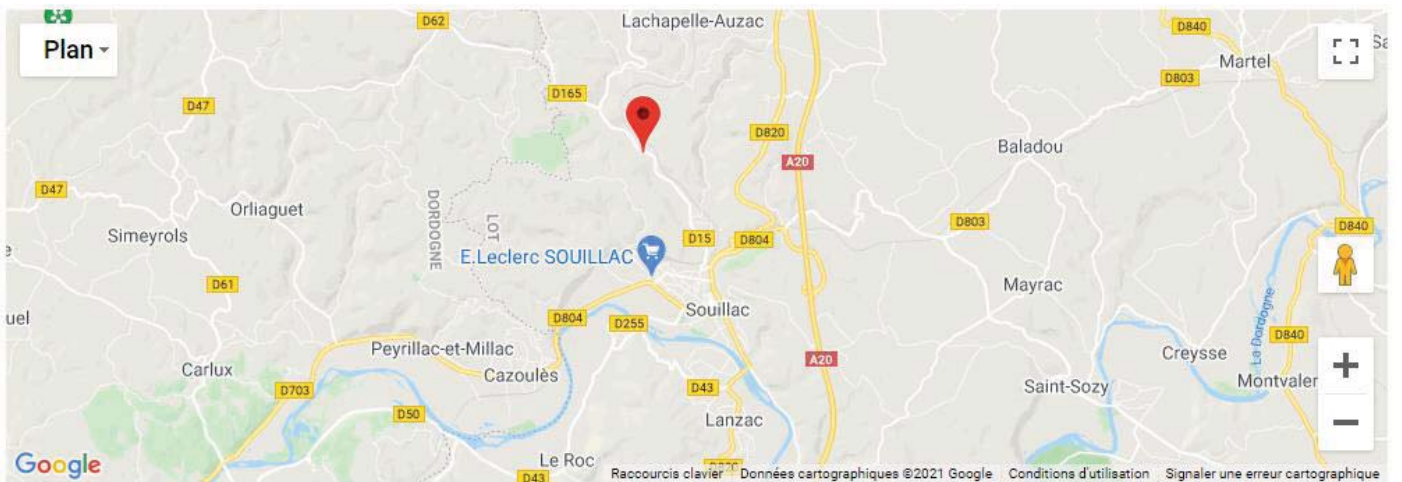 D62
Lachapelle-Auzac
D840
Plan
Martel
D803
D47
D165
D820
A20
Baladou
D47
Orliaguet
DORDOGNE
LOT
Simeyrols
D15
D804
D803
D840
E.Leclerc SOUILLAC
D61
Mayrac
uel
D804
D255
Souillac
La Dordogne
D840
Peyrillac-et-Millac
Carlux
Cazoulès
A20
Creysse
D703
D43
Saint-Sozy
Montvaler
D50
Lanzac
Google
Le Roc
D43
Raccourcis clavier
Données cartographiques ©2021 Google
Conditions d'utilisation
Signaler une erreur cartographique